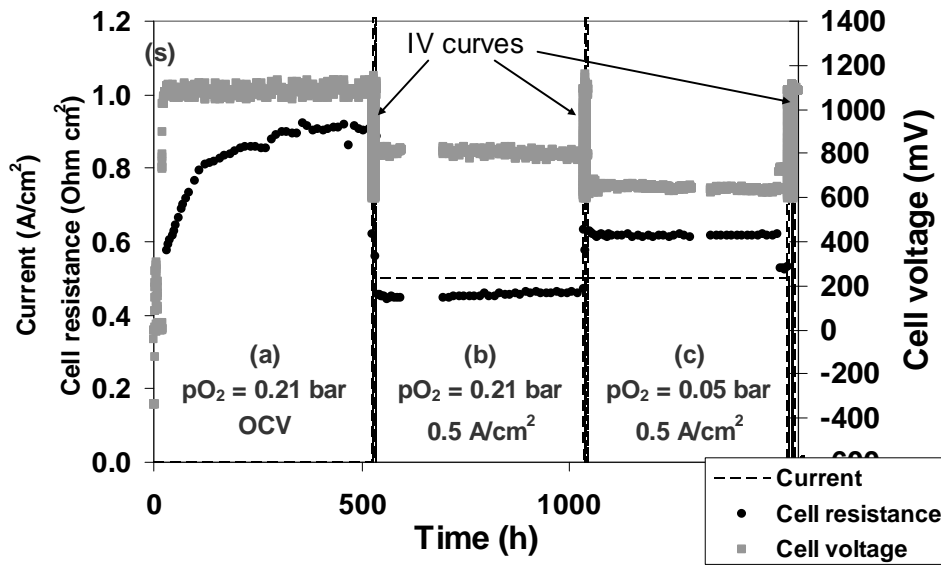 1.2
1.0
0.8
0.6
0.4
0.2
0.0
Current (A/cm²)
Cell resistance (Ohm cm²)
(s)
IV curves
(a)
pO₂ = 0.21 bar
OCV
(b)
pO₂ = 0.21 bar
0.5 A/cm²
(c)
pO₂ = 0.05 bar
0.5 A/cm²
1400
1200
1000
800
600
400
200
0
-200
-400
-600
Cell voltage (mV)
0
500
1000
Time (h)
Current
Cell resistance
Cell voltage